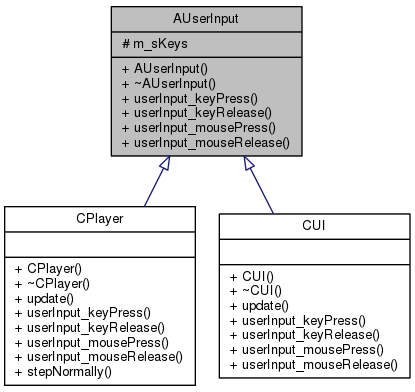 AUserInput
# m_sKeys
+ AUserInput()
+ ~AUserInput()
+ userInput_keyPress()
+ userInput_keyRelease()
+ userInput_mousePress()
+ userInput_mouseRelease()
CPlayer
+ CPlayer()
+ ~CPlayer()
+ update()
+ userInput_keyPress()
+ userInput_keyRelease()
+ userInput_mousePress()
+ userInput_mouseRelease()
+ stepNormally()
CUI
+ CUI()
+ ~CUI()
+ update()
+ userInput_keyPress()
+ userInput_keyRelease()
+ userInput_mousePress()
+ userInput_mouseRelease()